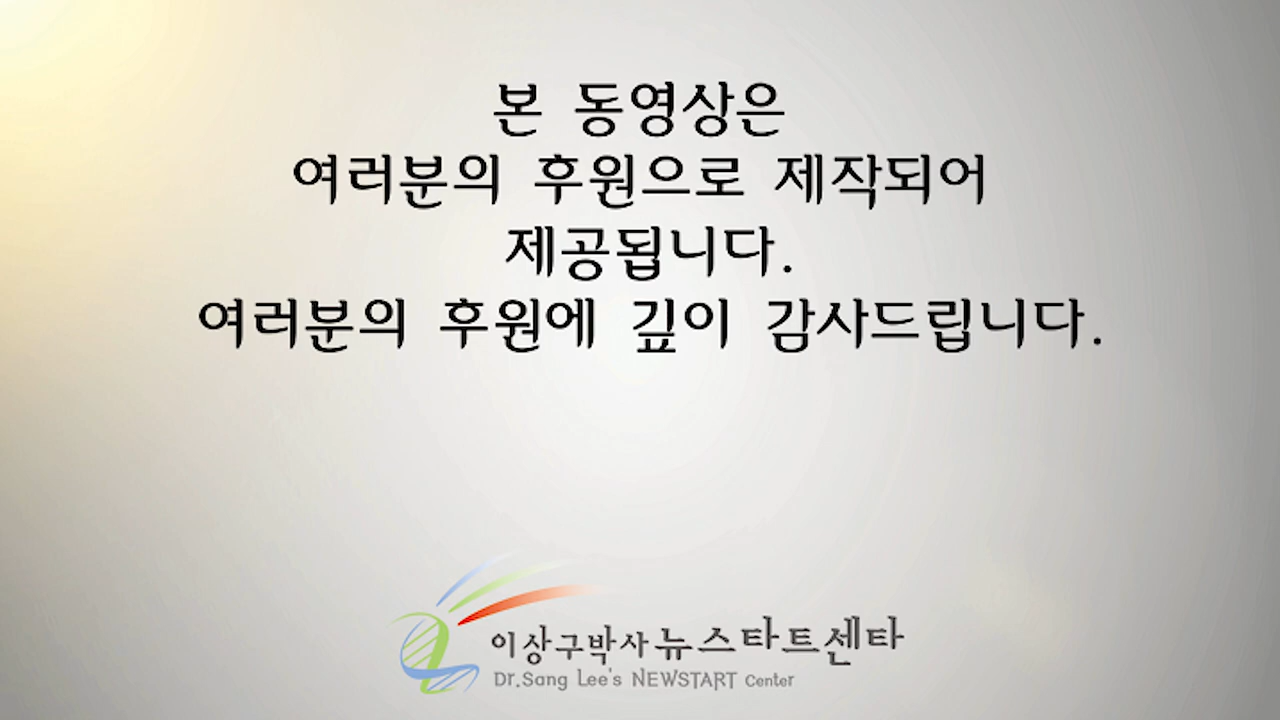 본 동영상은
여러분의 후원으로 제작되어
제공됩니다.
여러분의 후원에 깊이 감사드립니다.
이상구박사 뉴스타트센타
Dr.Sang Lee's NEWSTART Center